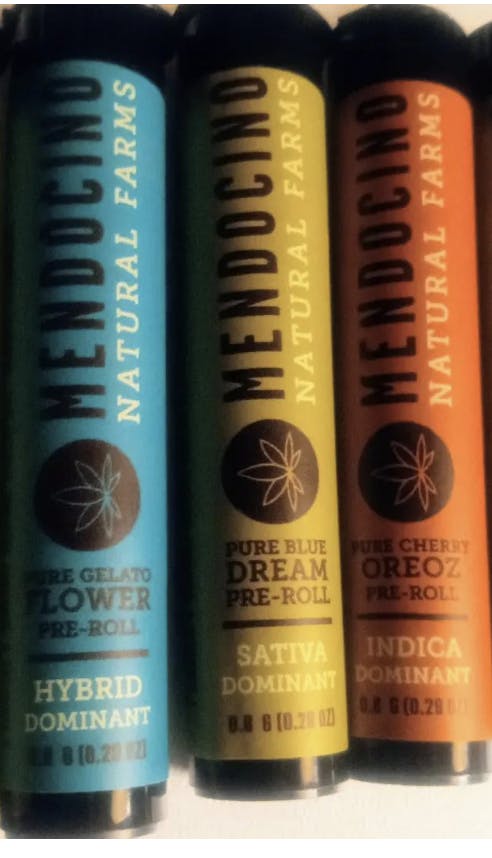 MENDOCINO
NATURAL FARMS
PURE GELATO
FLOWER
PRE-ROLL
HYBRID
DOMINANT
MENDOCINO
NATURAL FARMS
PURE BLUE
DREAM
PRE-ROLL
SATIVA
DOMINANT
MENDOCINO
NATURAL FARMS
PURE CHERRY
OREOZ
PRE-ROLL
INDICA
DOMINANT